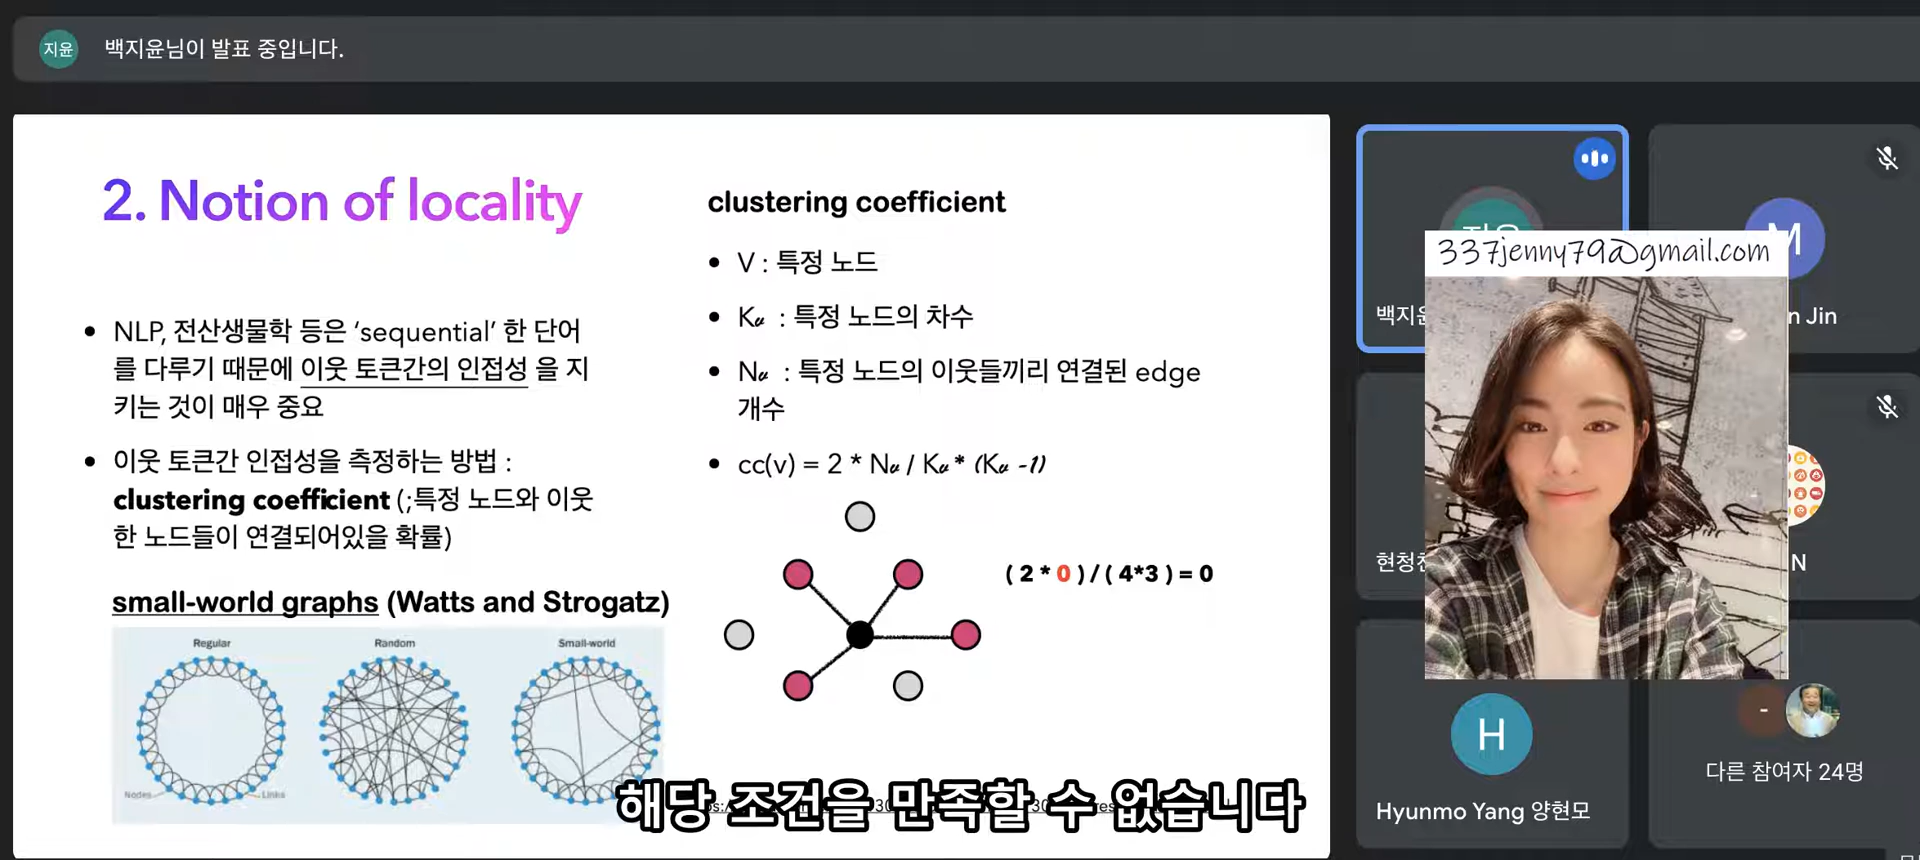 지윤 백지윤님이 발표 중입니다.
2. Notion of locality
NLP, 전산생물학 등은 ‘sequential’ 한 단어
를 다루기 때문에 이웃 토큰간의 인접성 을 지
키는 것이 매우 중요
이웃 토큰간 인접성을 측정하는 방법 :
clustering coefficient (;특정 노드와 이웃
한 노드들이 연결되어있을 확률)
small-world graphs (Watts and Strogatz)
Regular Random Small-world
Nodes Links
clustering coefficient
V : 특정 노드
Kᵥ : 특정 노드의 차수
Nᵥ : 특정 노드의 이웃들끼리 연결된 edge
개수
cc(v) = 2 * Nᵥ / Kᵥ * (Kᵥ -1)
( 2 * 0 ) / ( 4*3 ) = 0
해당 조건을 만족할 수 없습니다
337jenny79@gmail.com
M
백지윤
n Jin
현청천
N
H
Hyunmo Yang 양현모
-
다른 참여자 24명